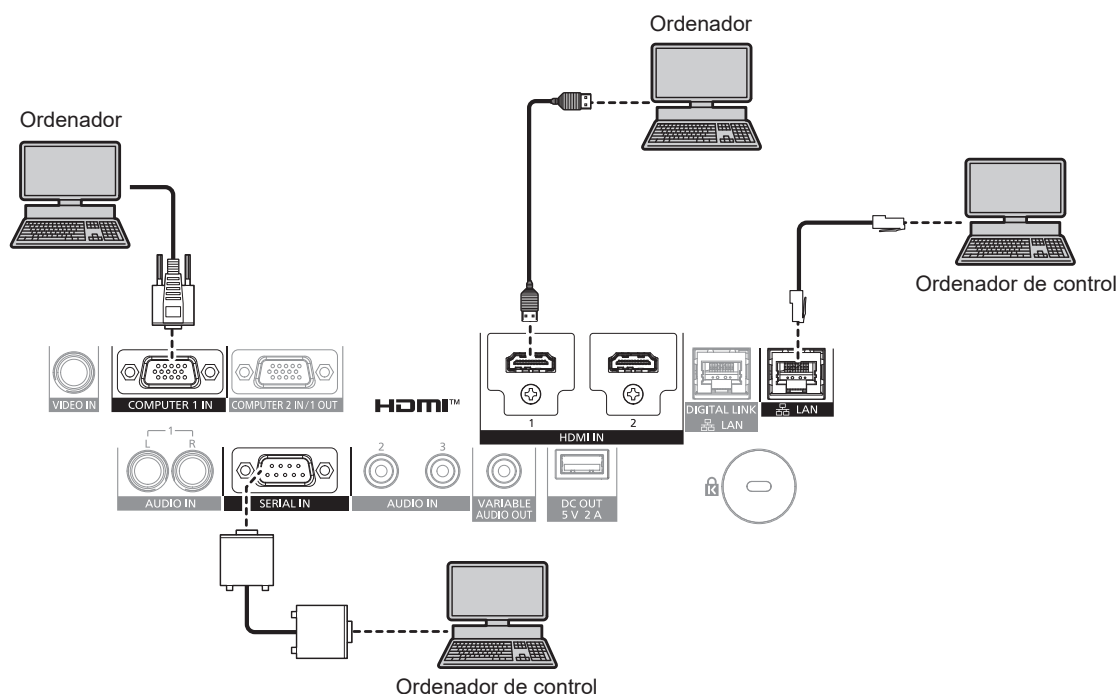 Ordenador
Ordenador
Ordenador de control
VIDEO IN
COMPUTER 1 IN
COMPUTER 2 IN/1 OUT
HDMI™
1
2
HDMI IN
DIGITAL LINK
LAN
LAN
1
L
R
AUDIO IN
SERIAL IN
2
3
AUDIO IN
VARIABLE
AUDIO OUT
DC OUT
5 V 2 A
K
Ordenador de control